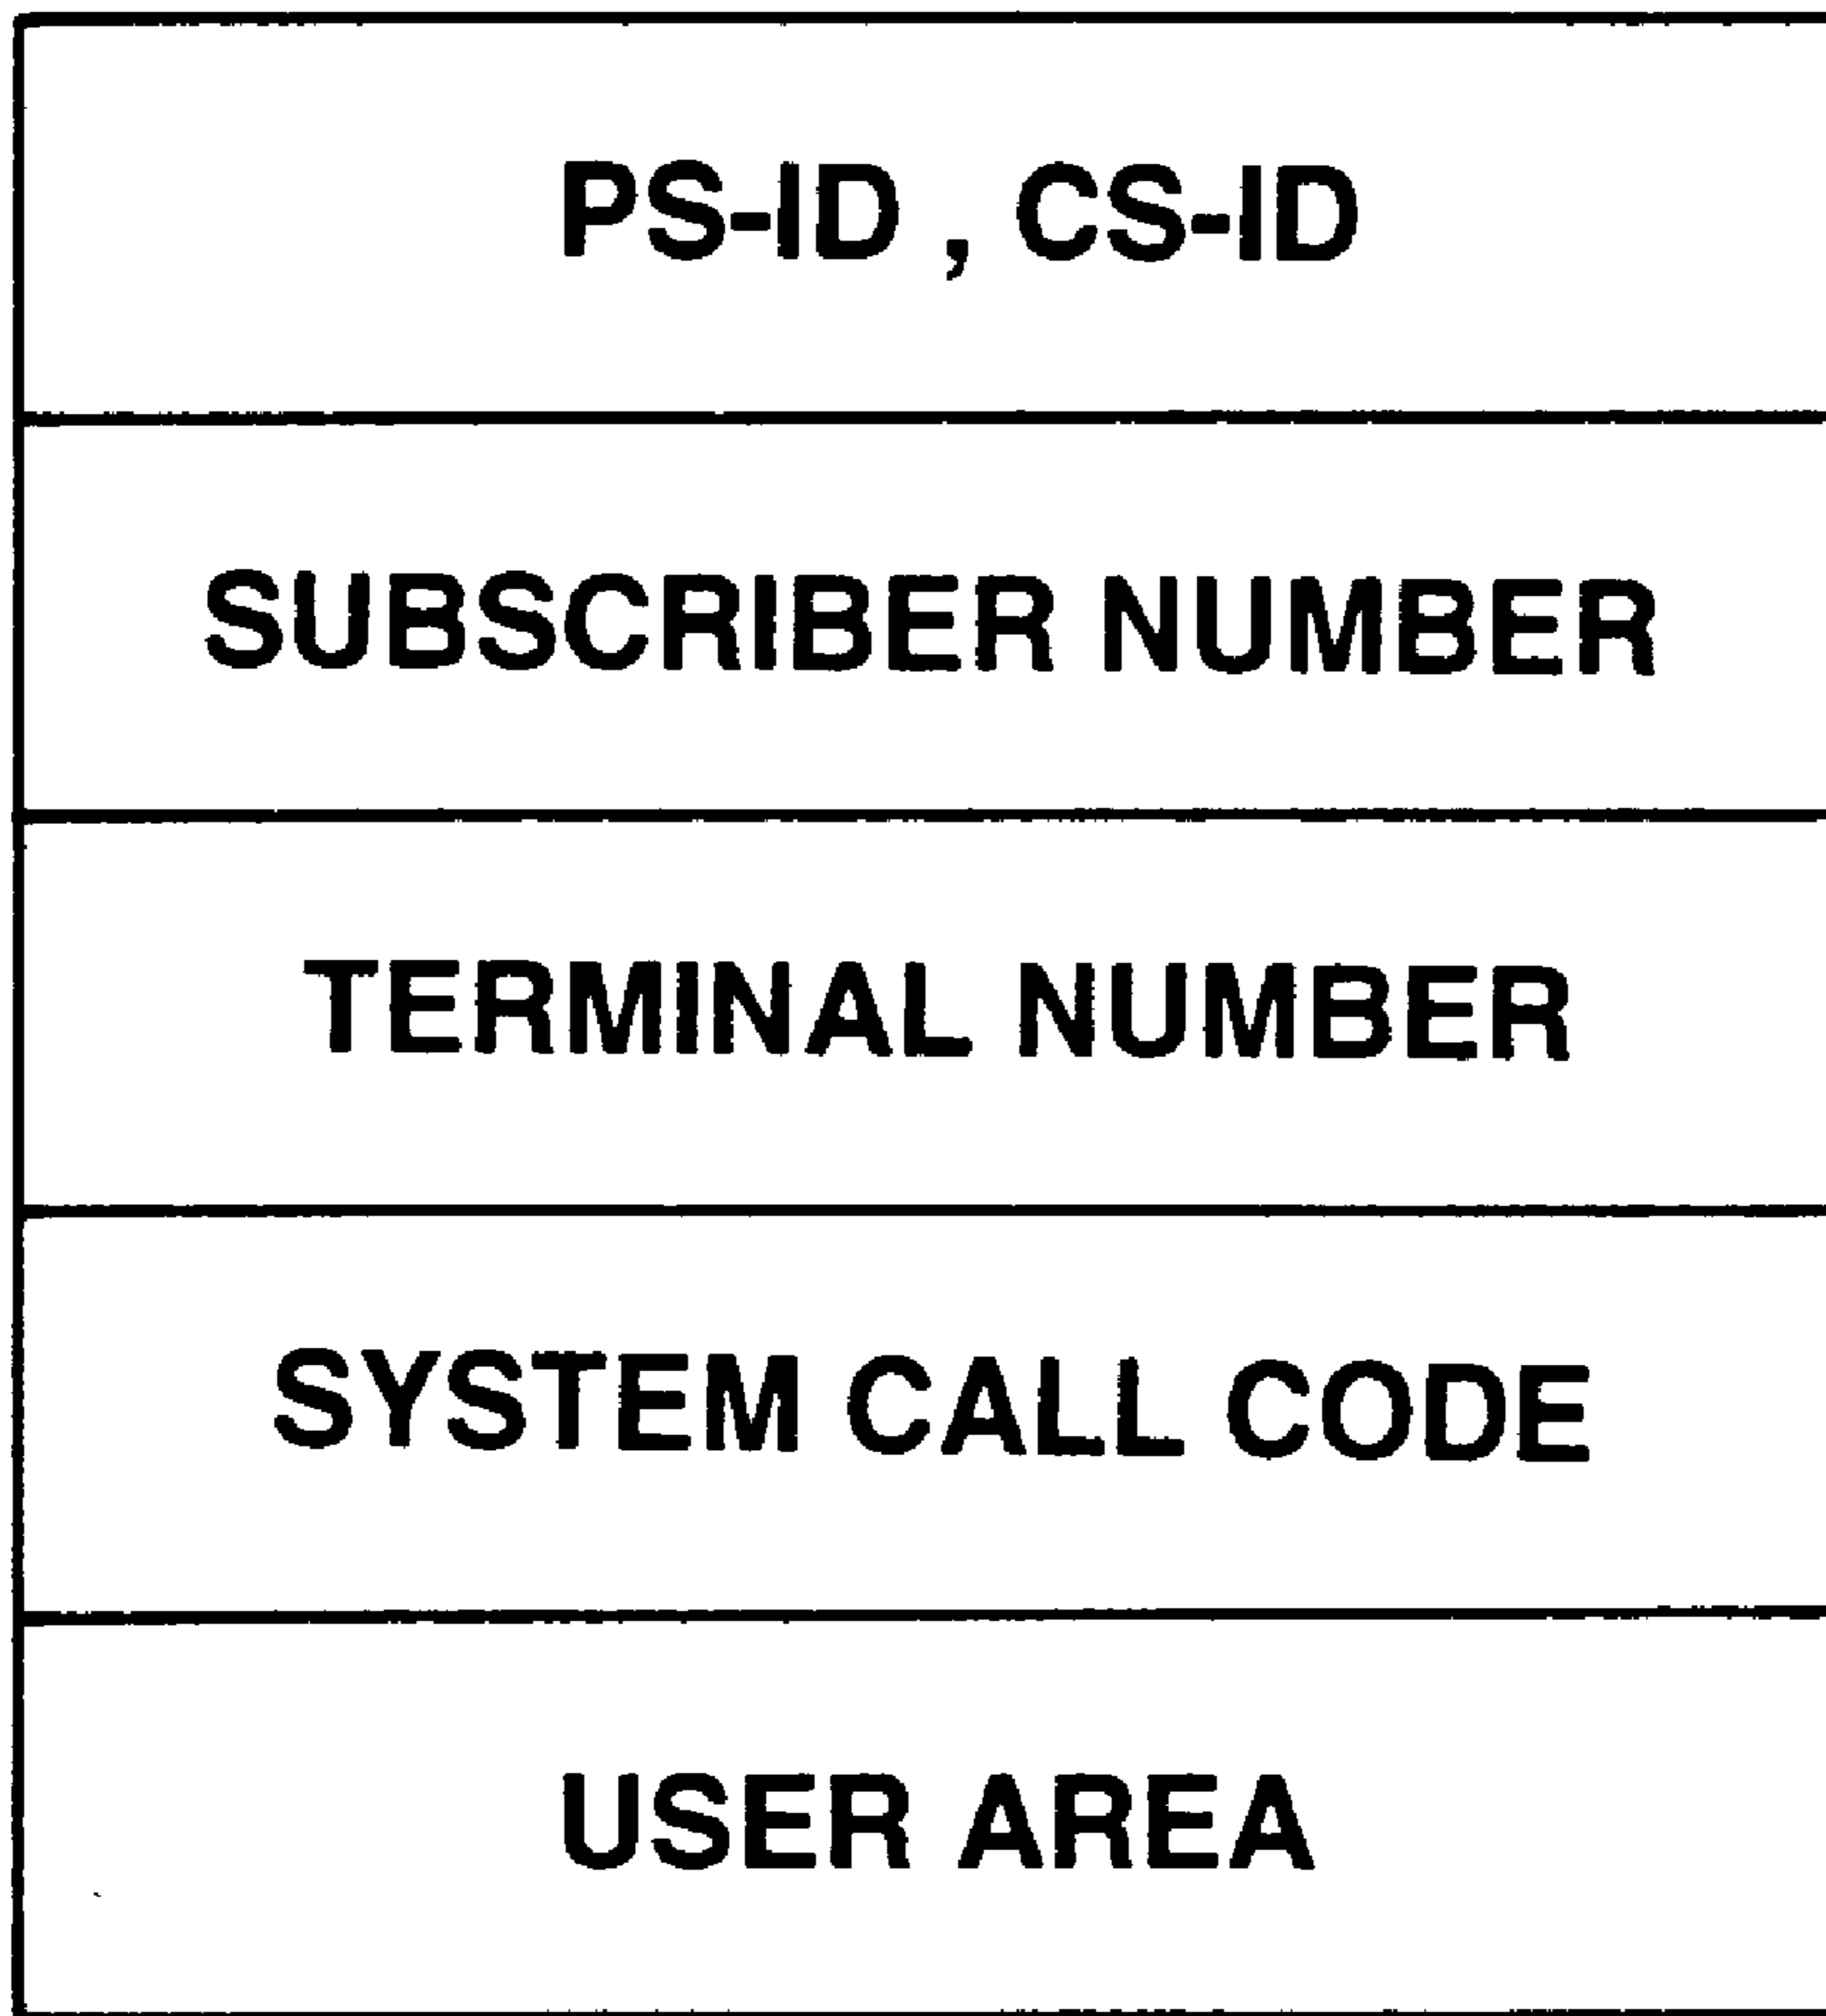 PS-ID , CS-ID
SUBSCRIBER NUMBER
TERMINAL NUMBER
SYSTEM CALL CODE
USER AREA